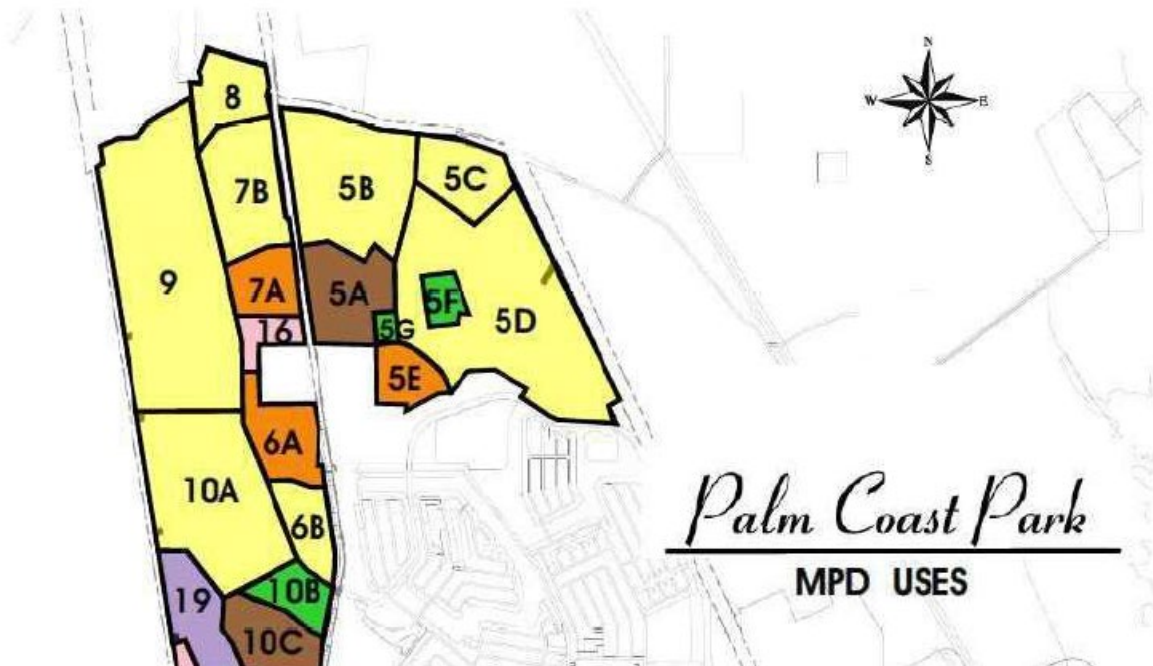 N
W E
S
8
5C
7B
5B
9
7A
5A
5F
5D
16
5G
5E
6A
10A
6B
Palm Coast Park
MPD USES
10B
19
10C